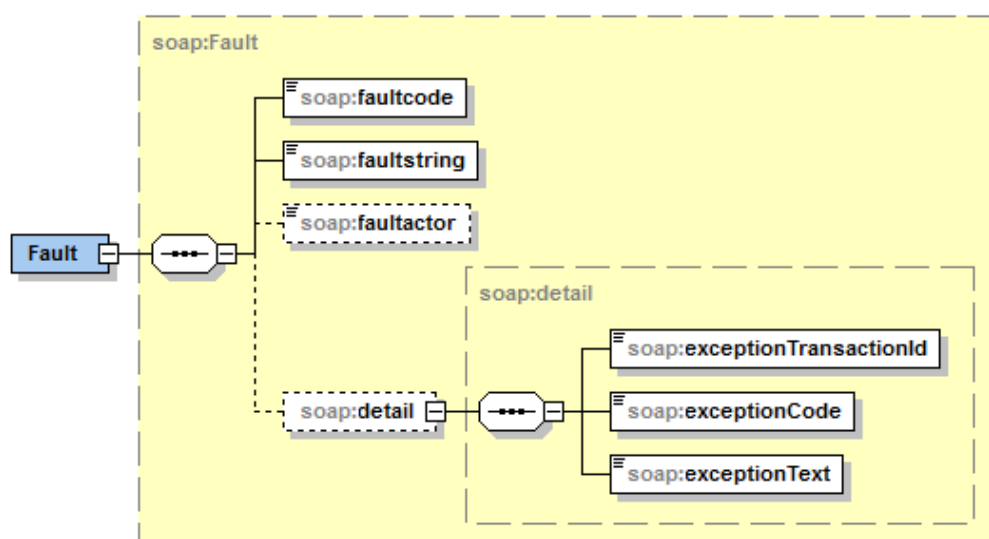 soap:Fault
soap:faultcode
soap:faultstring
soap:faultactor
Fault
soap:detail
soap:exceptionTransactionId
soap:detail
soap:exceptionCode
soap:exceptionText